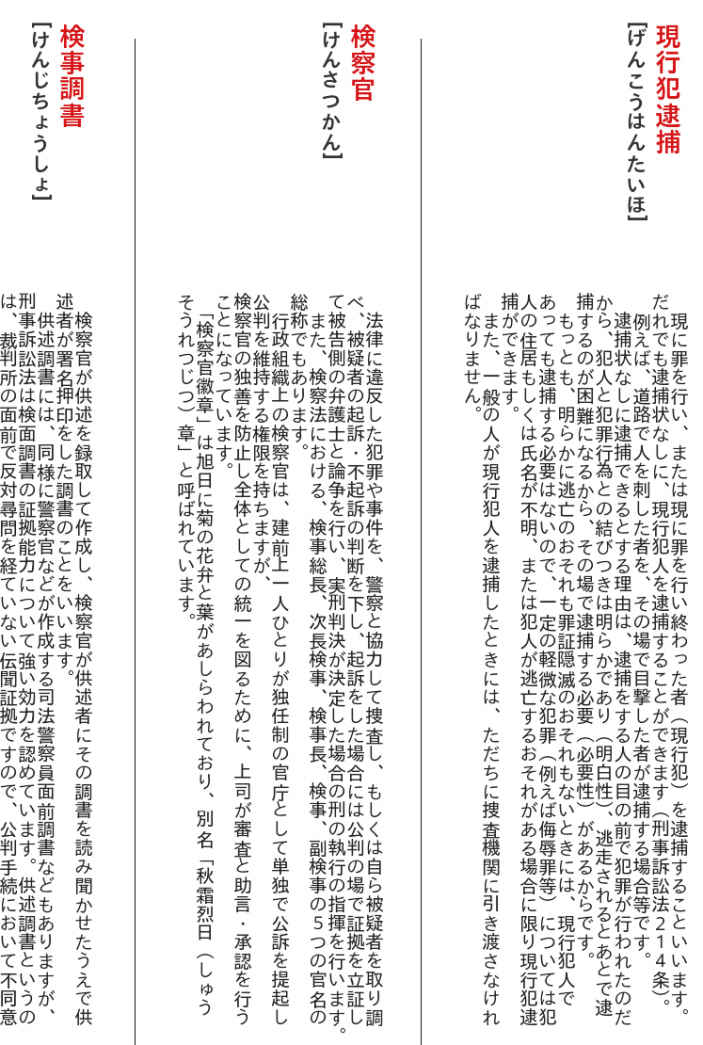 現行犯逮捕
[げんこうはんたいほ]
現に罪を行い、または現に罪を行い終わった者（現行犯）を逮捕することといいます。
だれでも逮捕状なしに、現行犯人を逮捕することができます（刑事訴訟法２１４条）。
例えば、道路で人を刺した者を、その場で目撃した者が逮捕する場合等です。
逮捕状なしに逮捕できるとする理由は、逮捕をする人の目の前で犯罪が行われたのだ
から、犯人と犯罪行為との結びつきは明らかであり（明白性）、逃走されるとあとで逮
捕するのが困難になるから、その場で逮捕する必要（必要性）があるからです。
もっとも、明らかに逃亡のおそれも罪証隠滅のおそれもないときには、現行犯人で
あっても逮捕する必要はないので、一定の軽微な犯罪（例えば侮辱罪等）については犯
人の住居もしくは氏名が不明、または犯人が逃亡するおそれがある場合に限り現行犯逮
捕ができます。
また、一般の人が現行犯人を逮捕したときには、ただちに捜査機関に引き渡さなけれ
ばなりません。
検察官
[けんさつかん]
法律に違反した犯罪や事件を、警察と協力して捜査し、もしくは自ら被疑者を取り調
べ、被疑者の起訴・不起訴の判断を下し、起訴をした場合には公判の場で証拠を立証し
て被告側の弁護士と論争を行い、実刑判決が決定した場合の刑の執行の指揮を行います。
また、検察法における、検事総長、次長検事、検事長、検事、副検事の５つの官名の
総称でもあります。
行政組織上の検察官は、建前上一人ひとりが独任制の官庁として単独で公訴を提起し
公判を維持する権限を持ちますが、
検察官の独善を防止し全体としての統一を図るために、上司が審査と助言・承認を行う
ことになっています。
「検察官徽章」は旭日に菊の花弁と葉があしらわれており、別名「秋霜烈日（しゅう
そうれつじつ）章」と呼ばれています。
検事調書
[けんじちょうしょ]
検察官が供述を録取して作成し、検察官が供述者にその調書を読み聞かせたうえで供
述者が署名押印をした調書のことをいいます。
供述調書には、同様に警察官などが作成する司法警察員面前調書などもありますが、
刑事訴訟法は検面調書の証拠能力について強い効力を認めています。供述調書というの
は、裁判所の面前で反対尋問を経ていない伝聞証拠ですので、公判手続において不同意